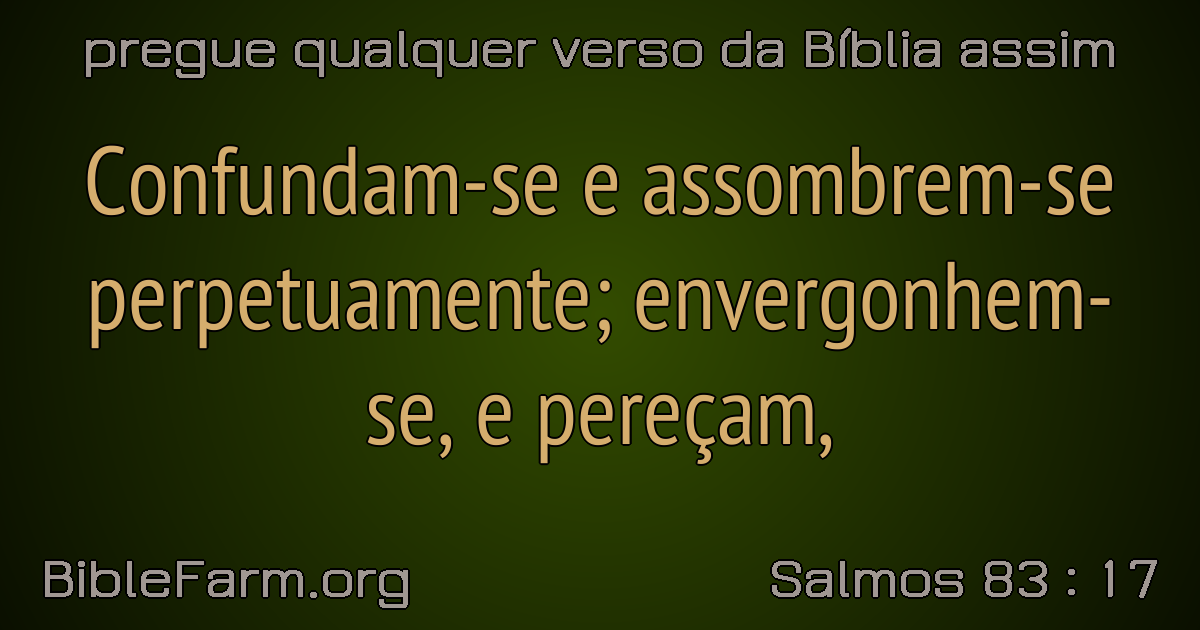 pregue qualquer verso da Bíblia assim
Confundam-se e assombrem-se
perpetuamente; envergonhem-
se, e pereçam,
BibleFarm.org
Salmos 83 : 17